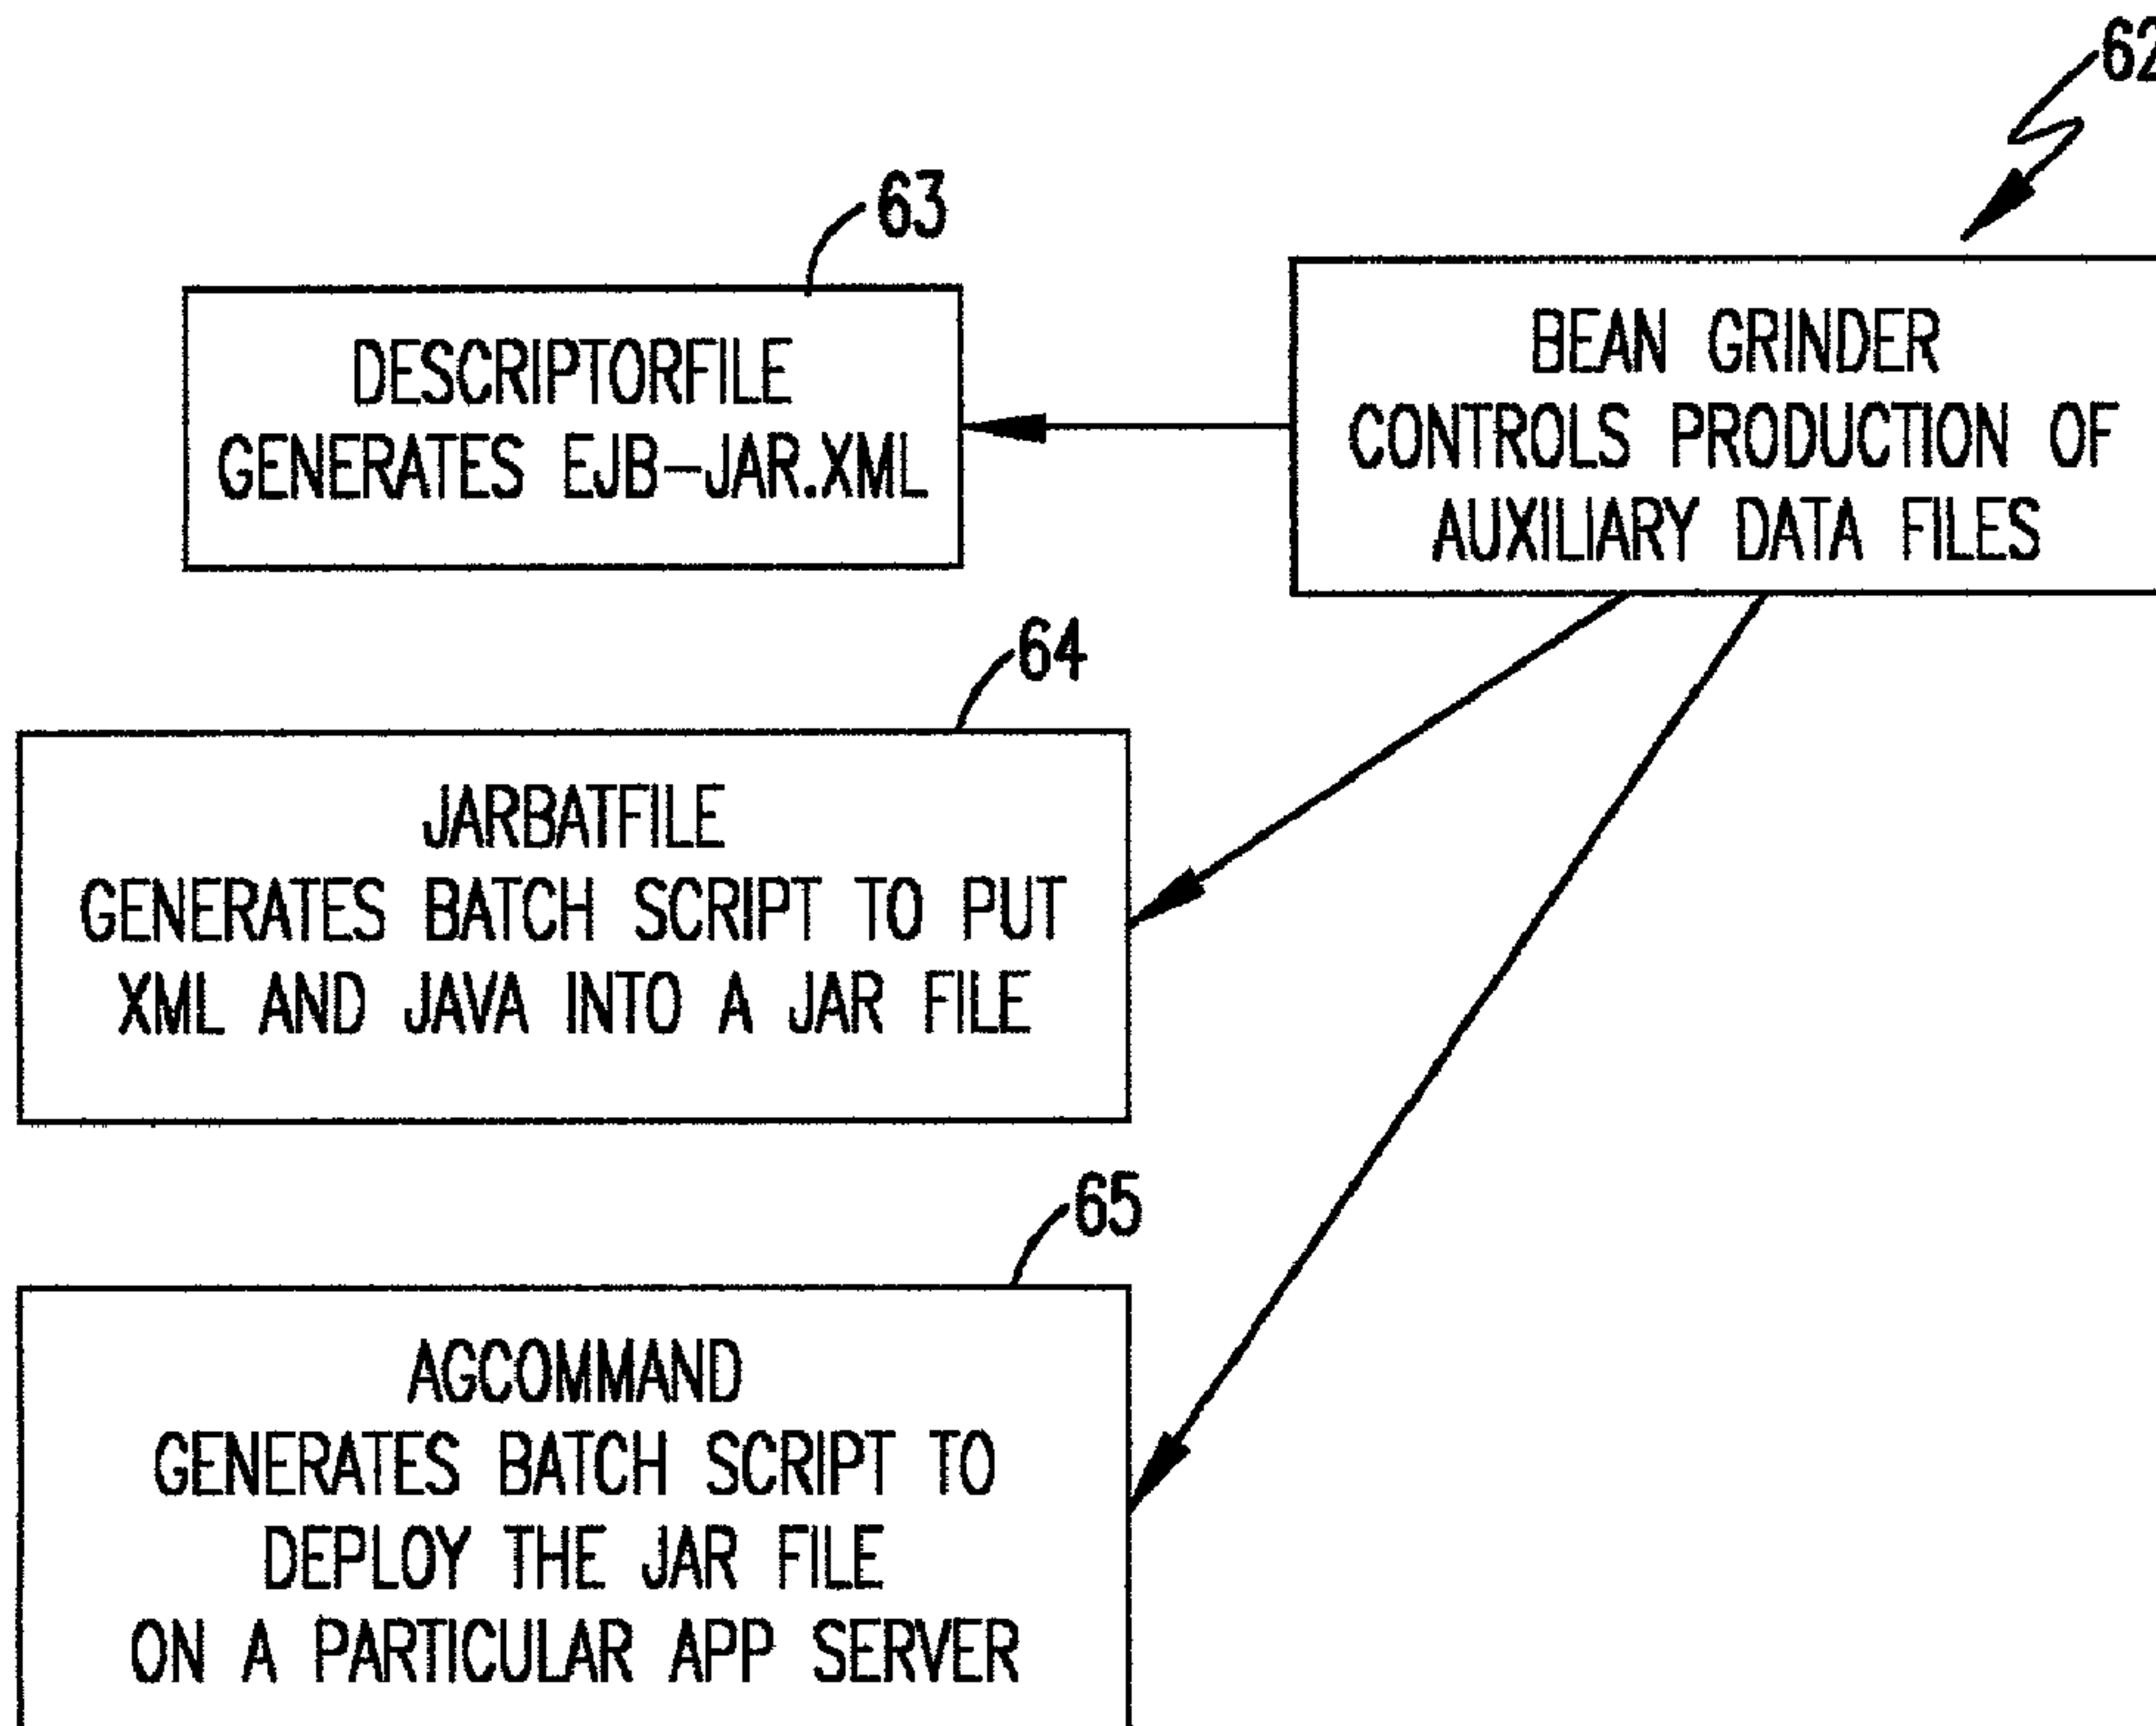 62
63
DESCRIPTORFILE
GENERATES EJB-JAR.XML
BEAN GRINDER
CONTROLS PRODUCTION OF
AUXILIARY DATA FILES
64
JARBATFILE
GENERATES BATCH SCRIPT TO PUT
XML AND JAVA INTO A JAR FILE
65
AGCOMMAND
GENERATES BATCH SCRIPT TO
DEPLOY THE JAR FILE
ON A PARTICULAR APP SERVER